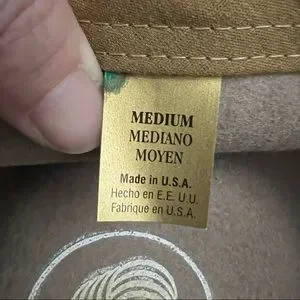 MEDIUM
MEDIANO
MOYEN
Made in U.S.A.
Hecho en E.E. U.U.
Fabrique en U.S.A.